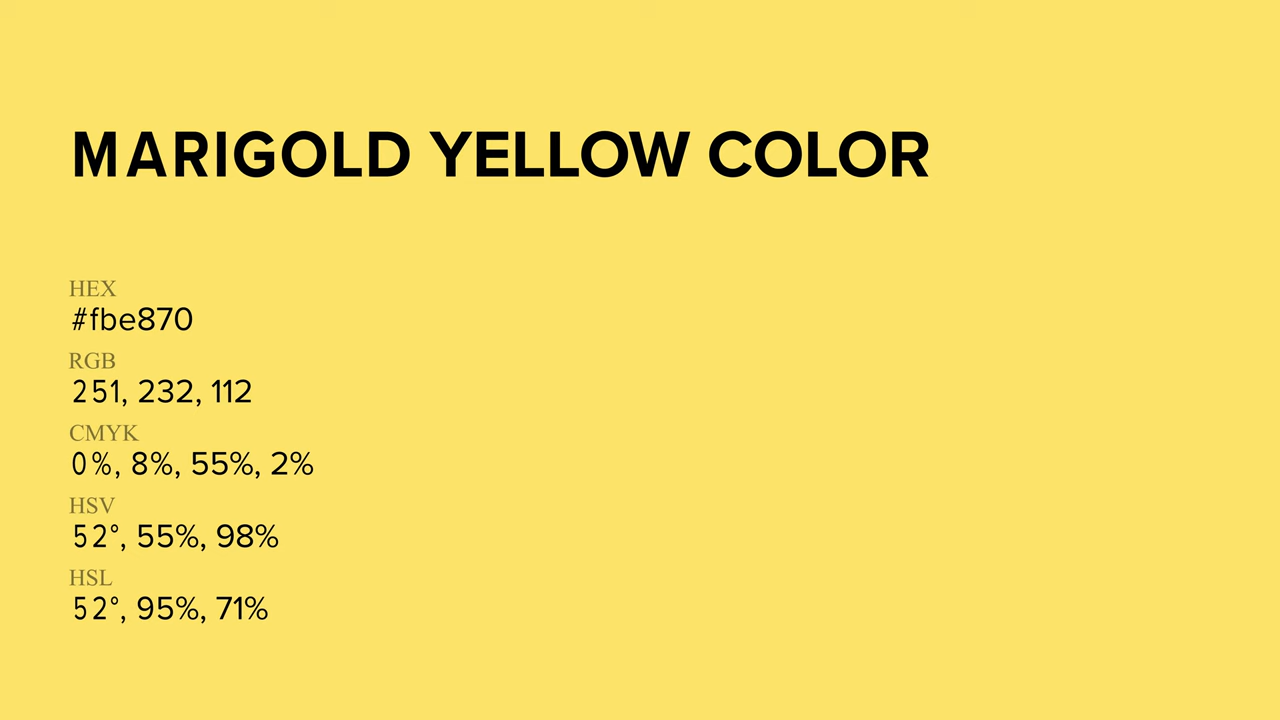 MARIGOLD YELLOW COLOR
HEX
#fbe870
RGB
251, 232, 112
CMYK
0%, 8%, 55%, 2%
HSV
52°, 55%, 98%
HSL
52°, 95%, 71%